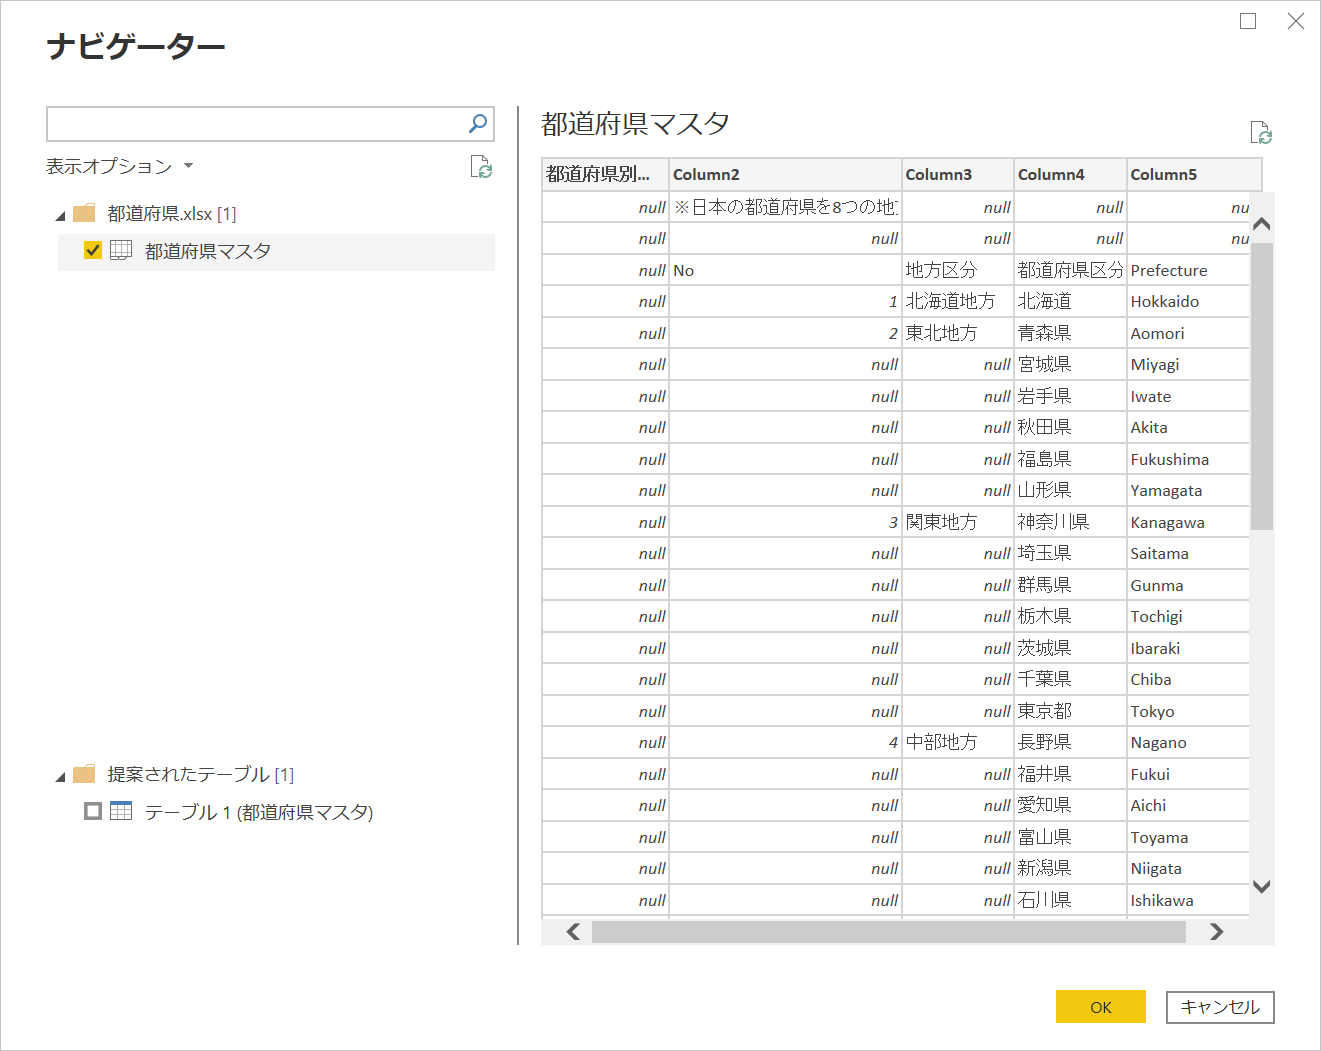 ナビゲーター
表示オプション
都道府県.xlsx [1]
都道府県マスタ
提案されたテーブル [1]
テーブル 1 (都道府県マスタ)
都道府県マスタ
都道府県別... Column2 Column3 Column4 Column5
null ※日本の都道府県を8つの地 null null nu
null null null null nu
null No 地方区分 都道府県区分 Prefecture
null 1 北海道地方 北海道 Hokkaido
null 2 東北地方 青森県 Aomori
null null null 宮城県 Miyagi
null null null 岩手県 Iwate
null null null 秋田県 Akita
null null null 福島県 Fukushima
null null null 山形県 Yamagata
null 3 関東地方 神奈川県 Kanagawa
null null null 埼玉県 Saitama
null null null 群馬県 Gunma
null null null 栃木県 Tochigi
null null null 茨城県 Ibaraki
null null null 千葉県 Chiba
null null null 東京都 Tokyo
null 4 中部地方 長野県 Nagano
null null null 福井県 Fukui
null null null 愛知県 Aichi
null null null 富山県 Toyama
null null null 新潟県 Niigata
null null null 石川県 Ishikawa
OK キャンセル